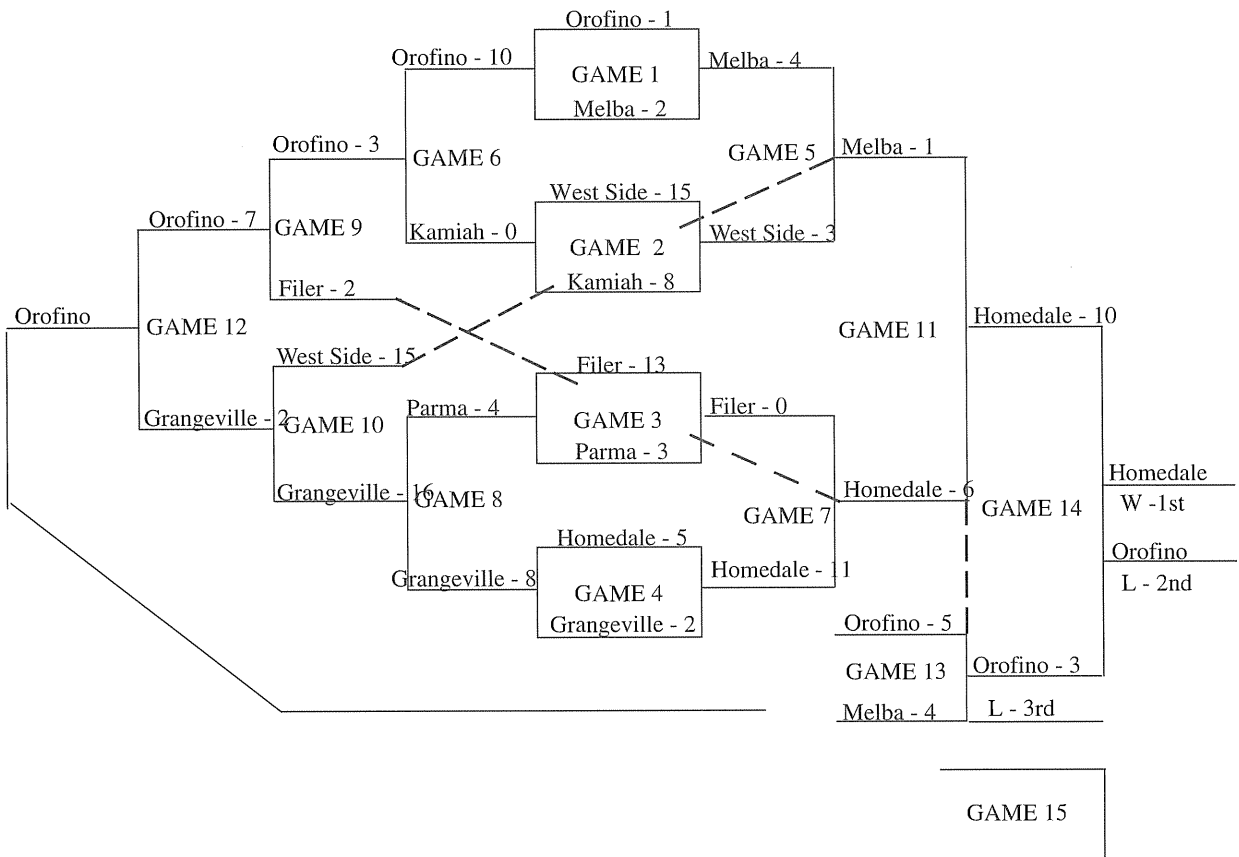 Orofino - 1
Orofino - 10
GAME 1
Melba - 4
Melba - 2
Orofino - 3
GAME 6
GAME 5
Melba - 1
West Side - 15
Orofino - 7
GAME 9
Kamiah - 0
GAME 2
West Side - 3
Kamiah - 8
Filer - 2
Orofino
GAME 12
GAME 11
Homedale - 10
West Side - 15
Filer - 13
Grangeville - 2
GAME 10
Parma - 4
GAME 3
Filer - 0
Parma - 3
Grangeville - 16
GAME 8
GAME 7
Homedale - 6
GAME 14
Homedale
W -1st
Homedale - 5
Orofino
L - 2nd
Grangeville - 8
GAME 4
Homedale - 11
Grangeville - 2
Orofino - 5
GAME 13
Orofino - 3
Melba - 4
L - 3rd
GAME 15